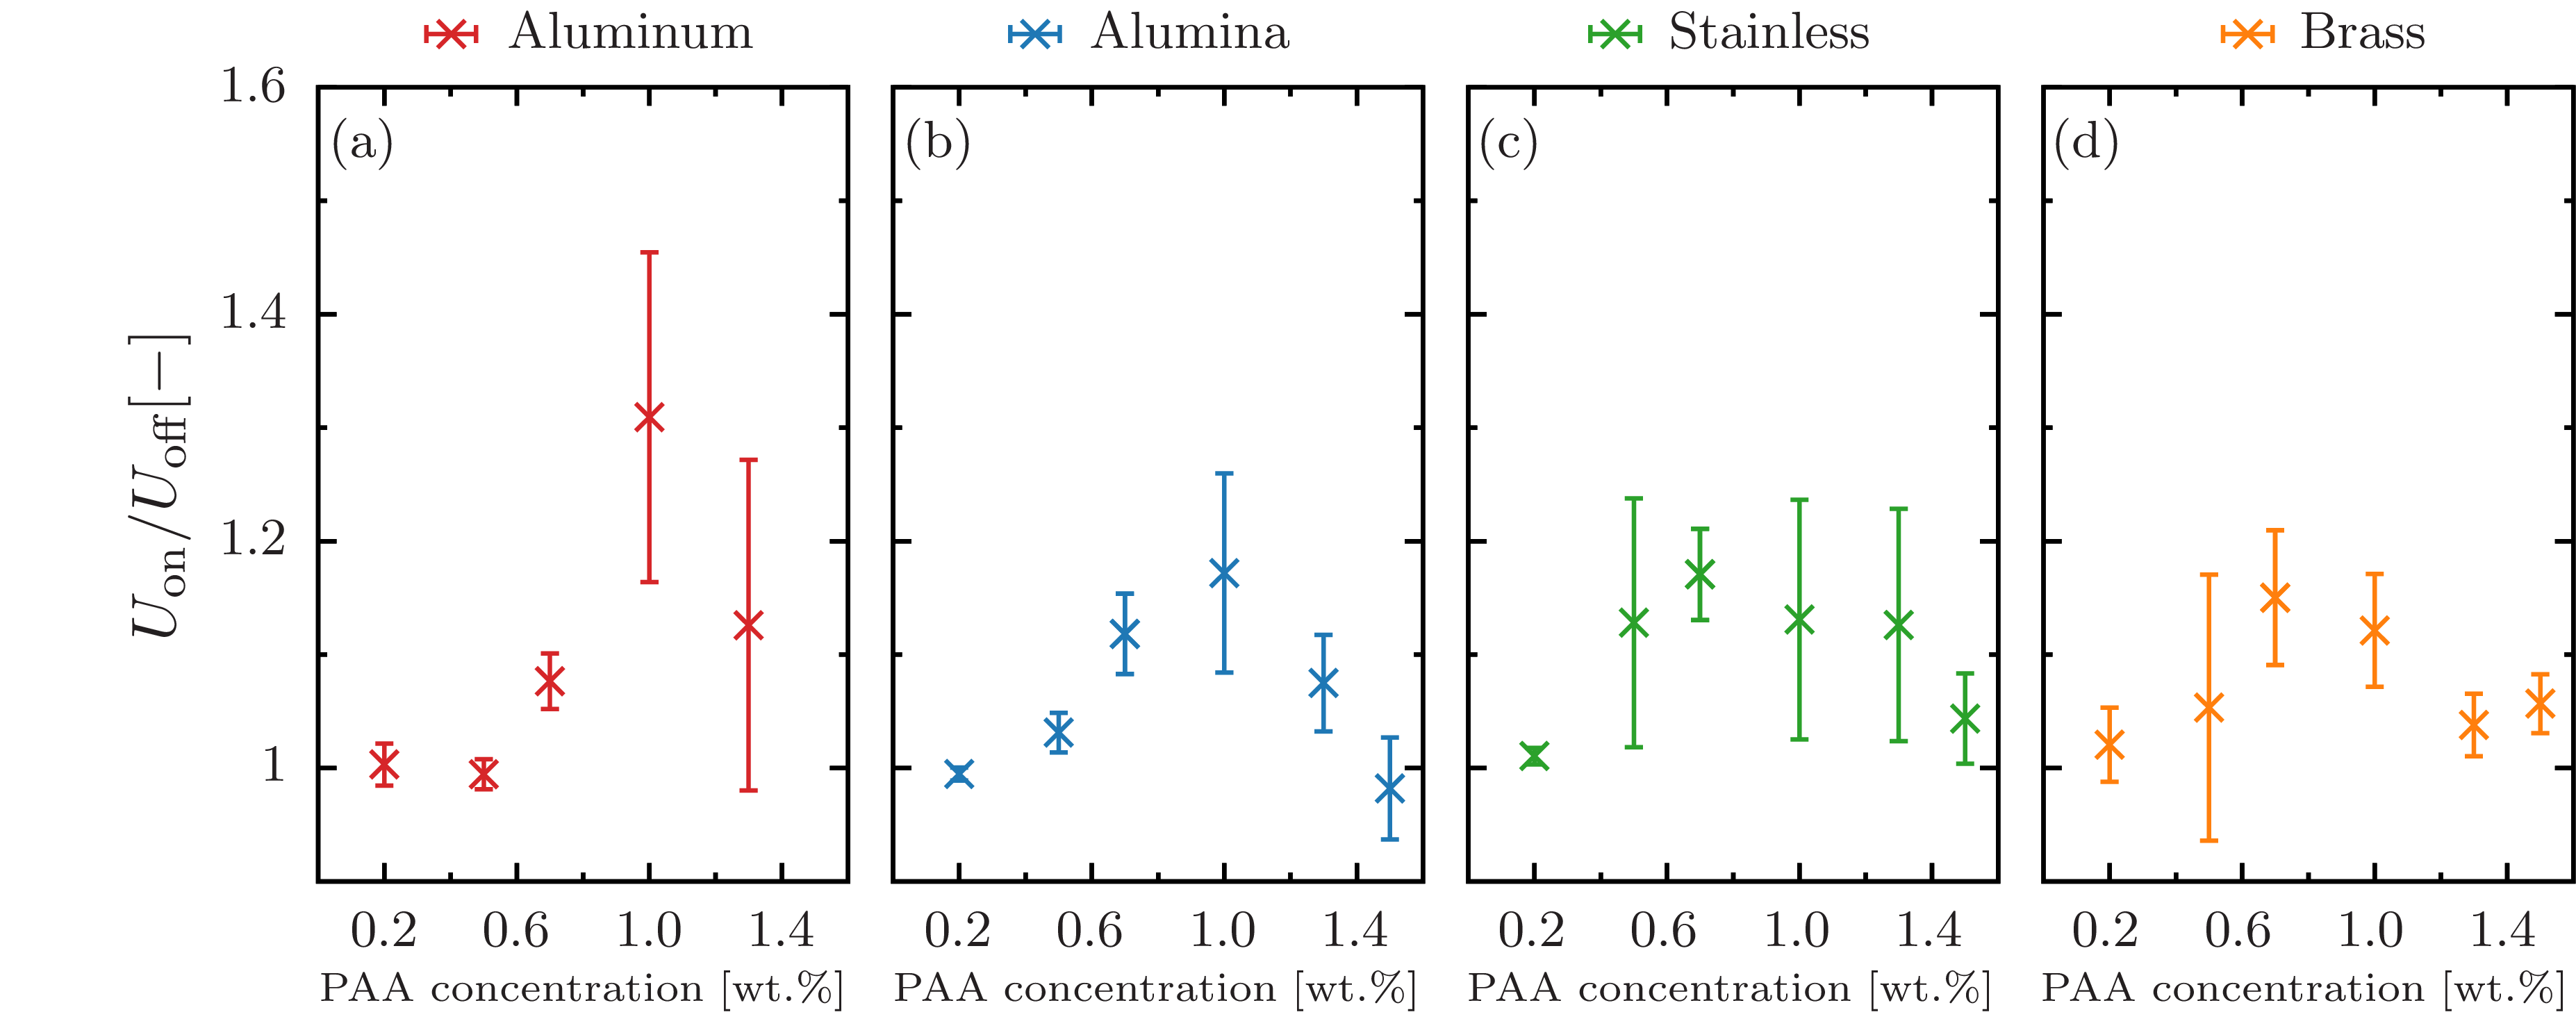 Aluminum Alumina Stainless Brass
1.6
(a) (b) (c) (d)
1.4
1.2
1
U_on/U_off[−]
0.2 0.6 1.0 1.4 0.2 0.6 1.0 1.4 0.2 0.6 1.0 1.4 0.2 0.6 1.0 1.4
PAA concentration [wt.%] PAA concentration [wt.%] PAA concentration [wt.%] PAA concentration [wt.%]